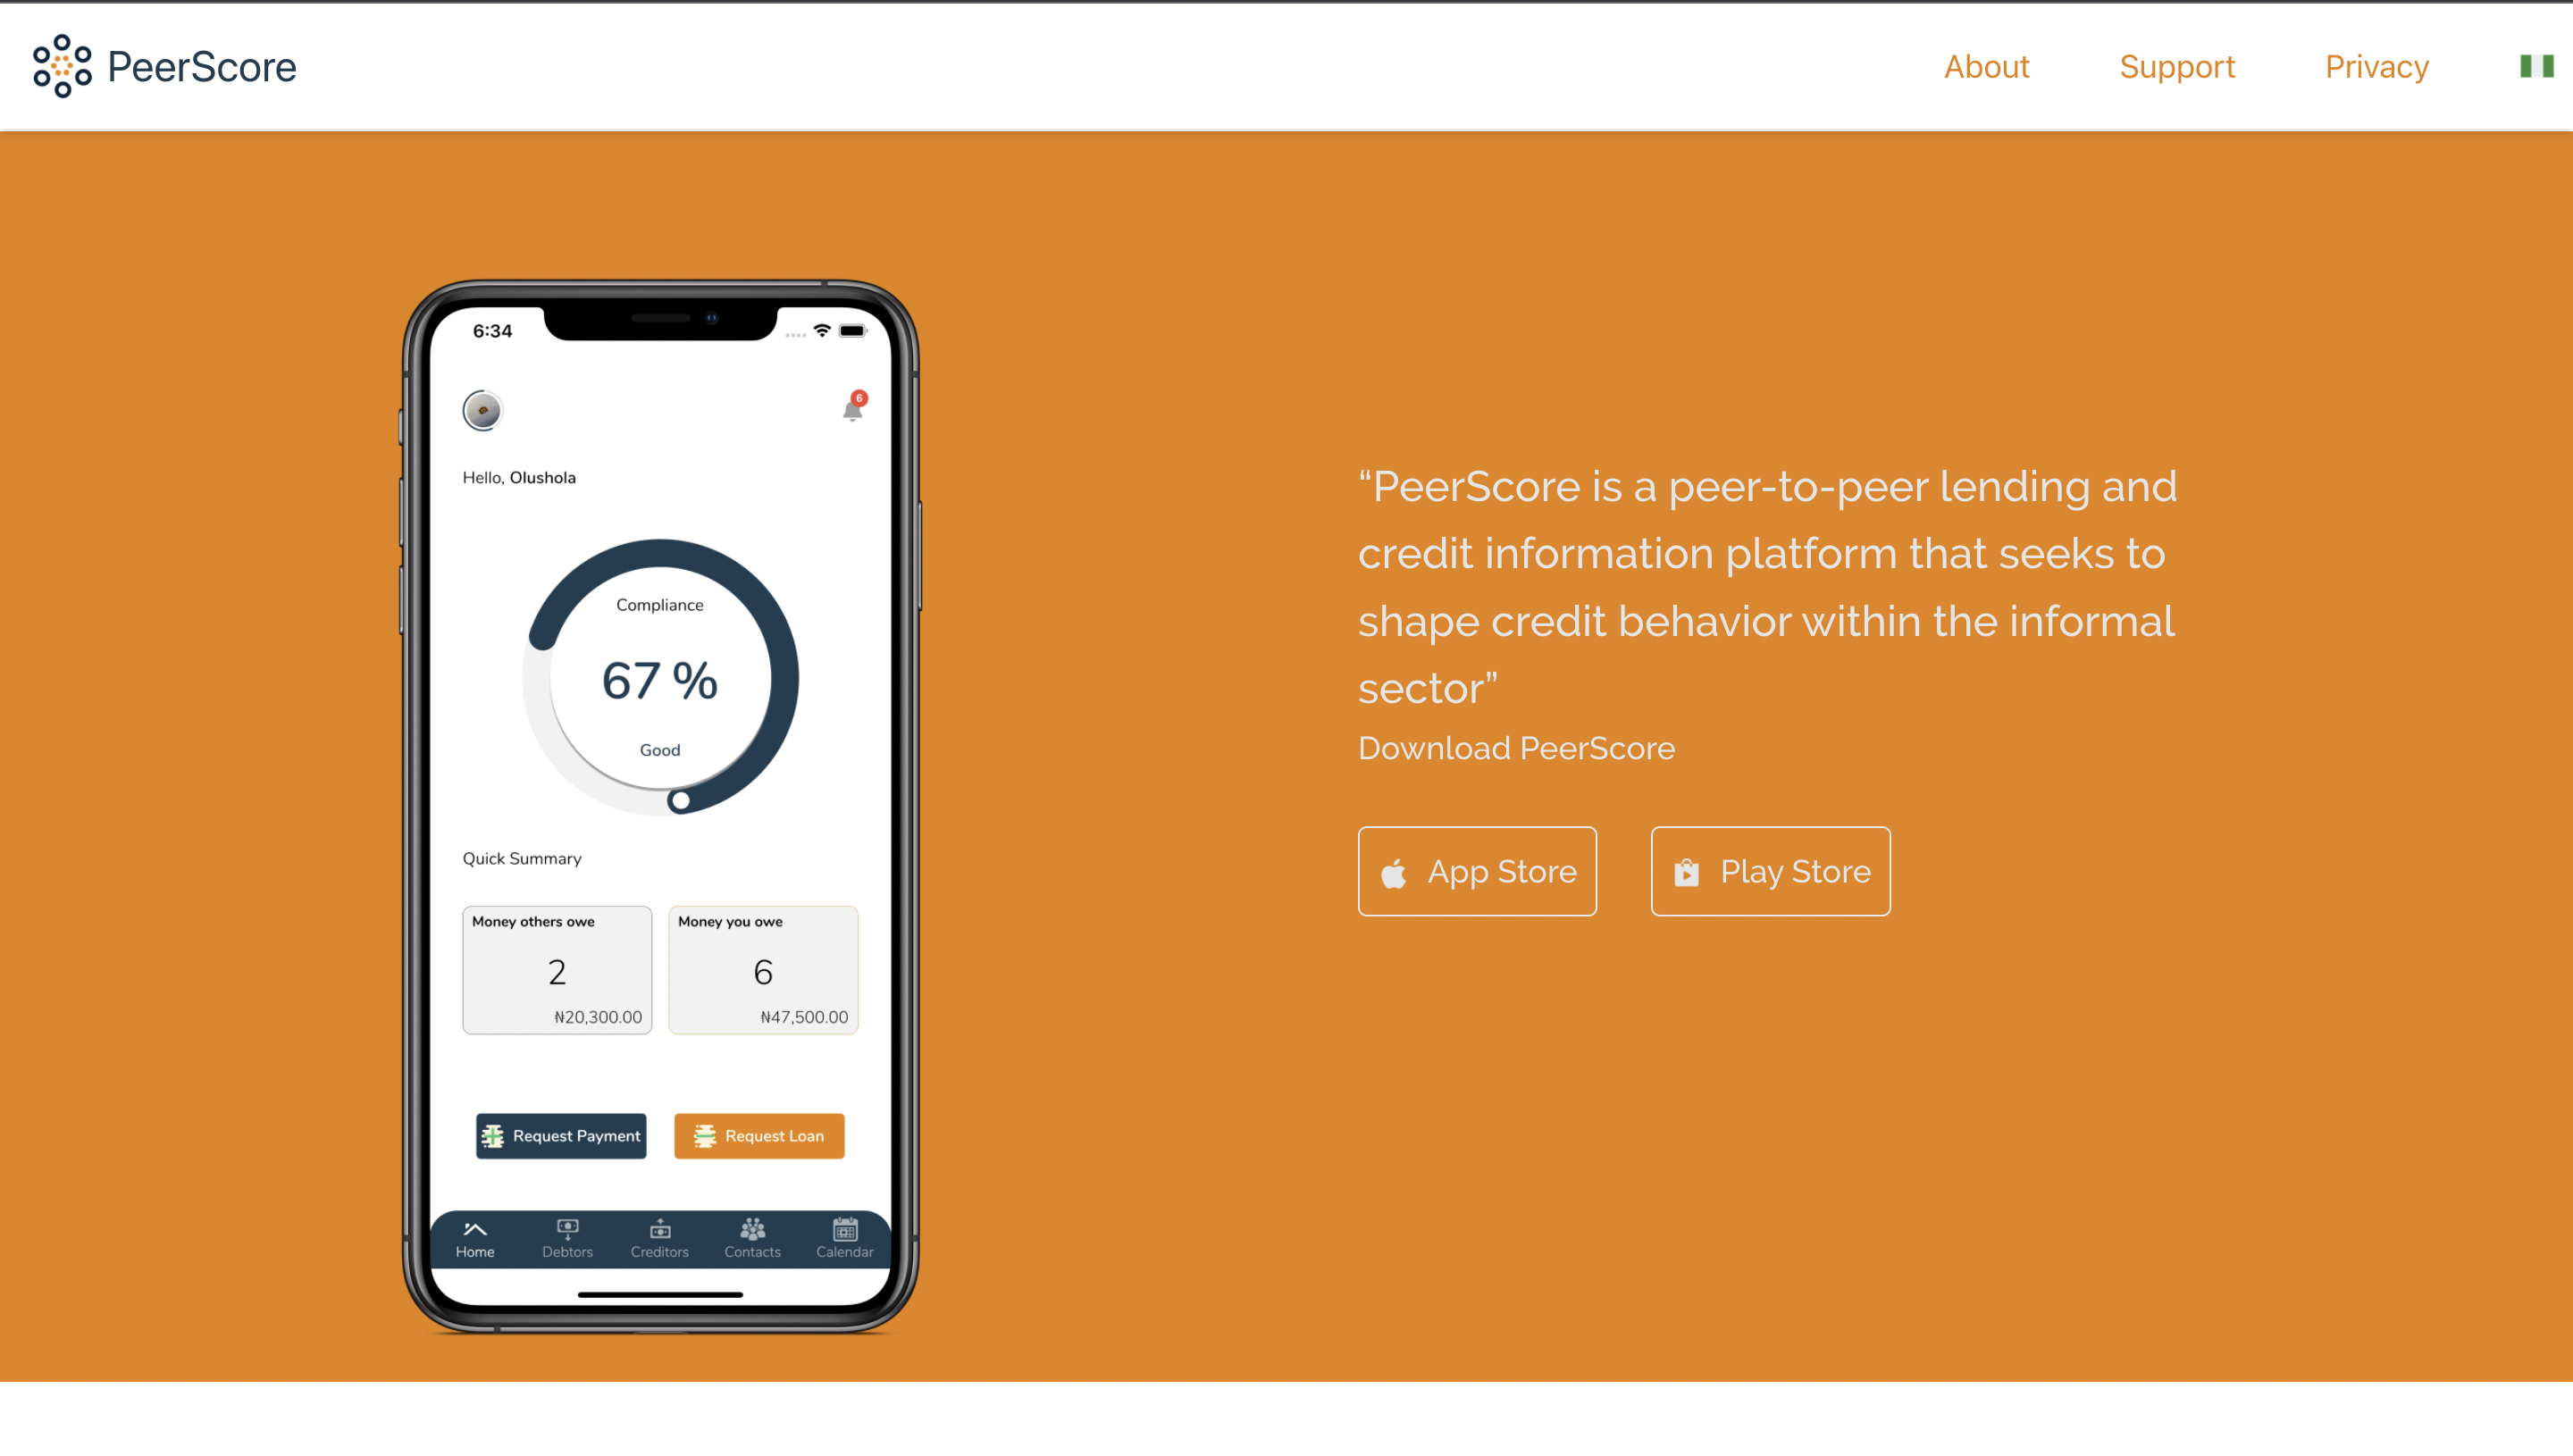 PeerScore
About
Support
Privacy
6:34
6
Hello, Olushola
Compliance
67 %
Good
Quick Summary
Money others owe
2
₦20,300.00
Money you owe
6
₦47,500.00
Request Payment
Request Loan
Home
Debtors
Creditors
Contacts
Calendar
“PeerScore is a peer-to-peer lending and
credit information platform that seeks to
shape credit behavior within the informal
sector”
Download PeerScore
App Store
Play Store